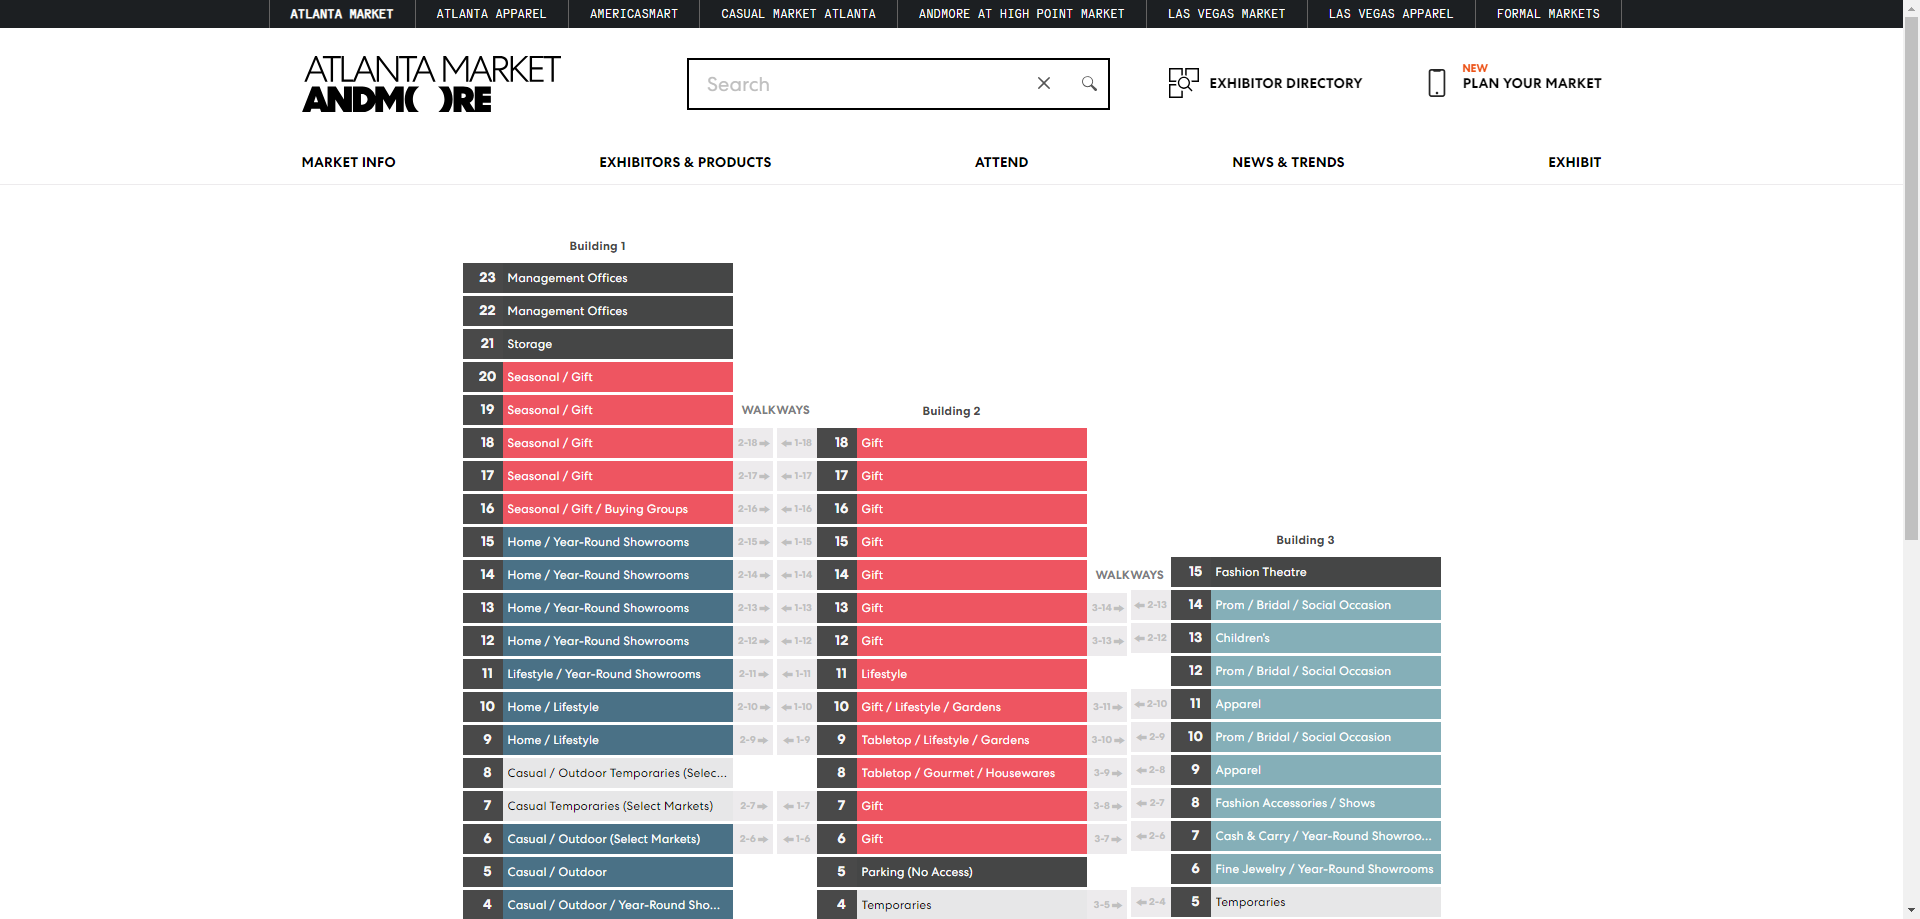 ATLANTA MARKET
ATLANTA APPAREL
AMERICASMART
CASUAL MARKET ATLANTA
ANDMORE AT HIGH POINT MARKET
LAS VEGAS MARKET
LAS VEGAS APPAREL
FORMAL MARKETS
ATLANTA MARKET
ANDMORE
Search
EXHIBITOR DIRECTORY
NEW
PLAN YOUR MARKET
MARKET INFO
EXHIBITORS & PRODUCTS
ATTEND
NEWS & TRENDS
EXHIBIT
Building 1
23 Management Offices
22 Management Offices
21 Storage
20 Seasonal / Gift
19 Seasonal / Gift
18 Seasonal / Gift
17 Seasonal / Gift
16 Seasonal / Gift / Buying Groups
15 Home / Year-Round Showrooms
14 Home / Year-Round Showrooms
13 Home / Year-Round Showrooms
12 Home / Year-Round Showrooms
11 Lifestyle / Year-Round Showrooms
10 Home / Lifestyle
9 Home / Lifestyle
8 Casual / Outdoor Temporaries (Selec...
7 Casual Temporaries (Select Markets)
6 Casual / Outdoor (Select Markets)
5 Casual / Outdoor
4 Casual / Outdoor / Year-Round Sho...
WALKWAYS
2-18 1-18
2-17 1-17
2-16 1-16
2-15 1-15
2-14 1-14
2-13 1-13
2-12 1-12
2-11 1-11
2-10 1-10
2-9 1-9
2-7 1-7
2-6 1-6
Building 2
18 Gift
17 Gift
16 Gift
15 Gift
14 Gift
13 Gift
12 Gift
11 Lifestyle
10 Gift / Lifestyle / Gardens
9 Tabletop / Lifestyle / Gardens
8 Tabletop / Gourmet / Housewares
7 Gift
6 Gift
5 Parking (No Access)
4 Temporaries
WALKWAYS
3-14 2-13
3-13 2-12
3-11 2-10
3-10 2-9
3-9 2-8
3-8 2-7
3-7 2-6
3-5 2-4
Building 3
15 Fashion Theatre
14 Prom / Bridal / Social Occasion
13 Children's
12 Prom / Bridal / Social Occasion
11 Apparel
10 Prom / Bridal / Social Occasion
9 Apparel
8 Fashion Accessories / Shows
7 Cash & Carry / Year-Round Showroo...
6 Fine Jewelry / Year-Round Showrooms
5 Temporaries